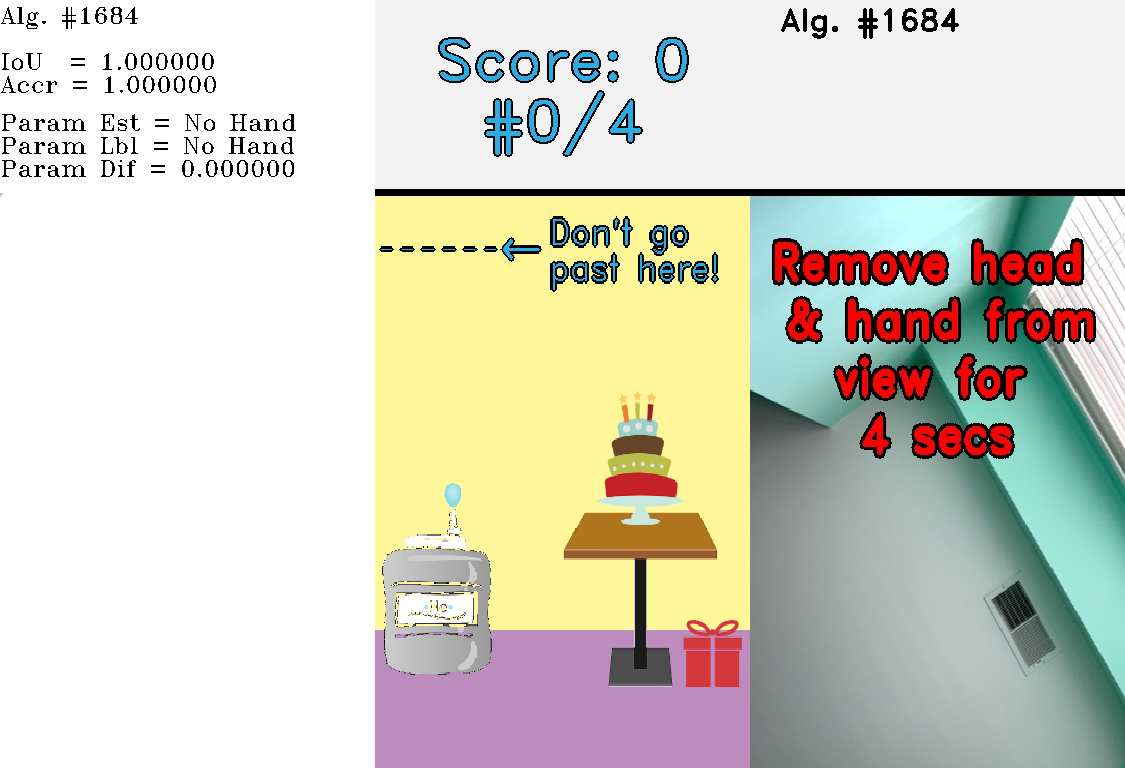 Alg. #1684
IoU = 1.000000
Accr = 1.000000
Param Est = No Hand
Param Lbl = No Hand
Param Dif = 0.000000
Score: 0
#0/4
Alg. #1684
Don't go
past here!
Remove head
& hand from
view for
4 secs